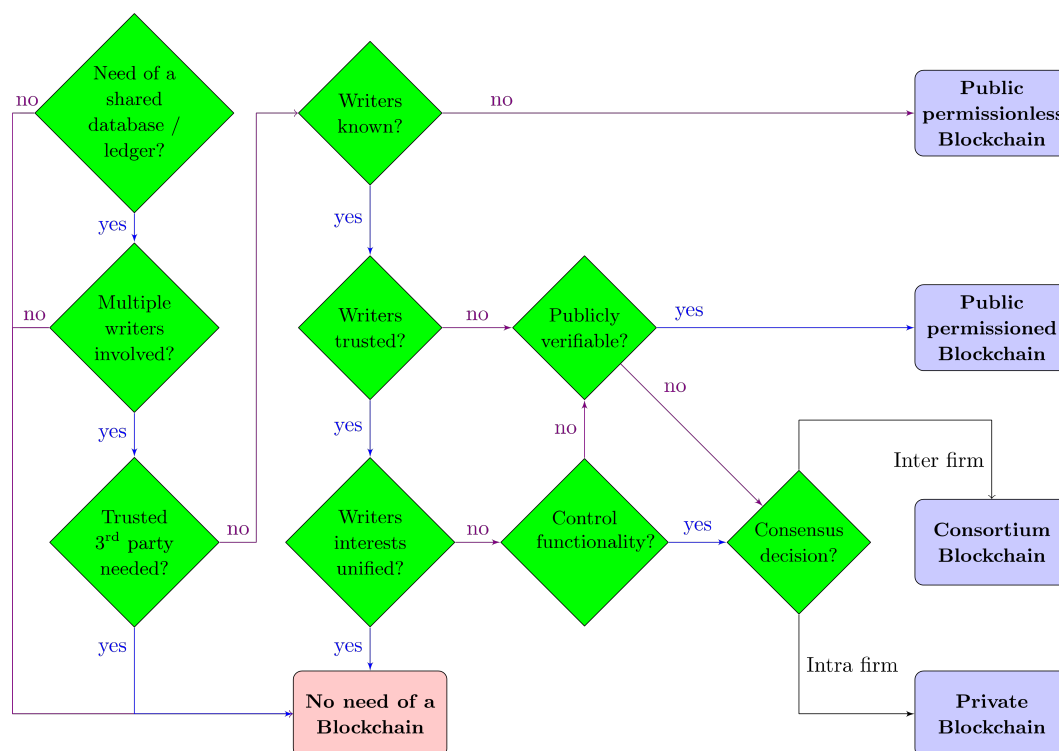 Need of a
shared
database /
ledger?
no
yes
Multiple
writers
involved?
no
yes
Trusted
3rd party
needed?
no
yes
Writers
known?
no
yes
Writers
trusted?
no
yes
Writers
interests
unified?
no
yes
No need of a
Blockchain
Publicly
verifiable?
yes
no
Control
functionality?
no
yes
Consensus
decision?
Inter firm
Intra firm
Public
permissionless
Blockchain
Public
permissioned
Blockchain
Consortium
Blockchain
Private
Blockchain